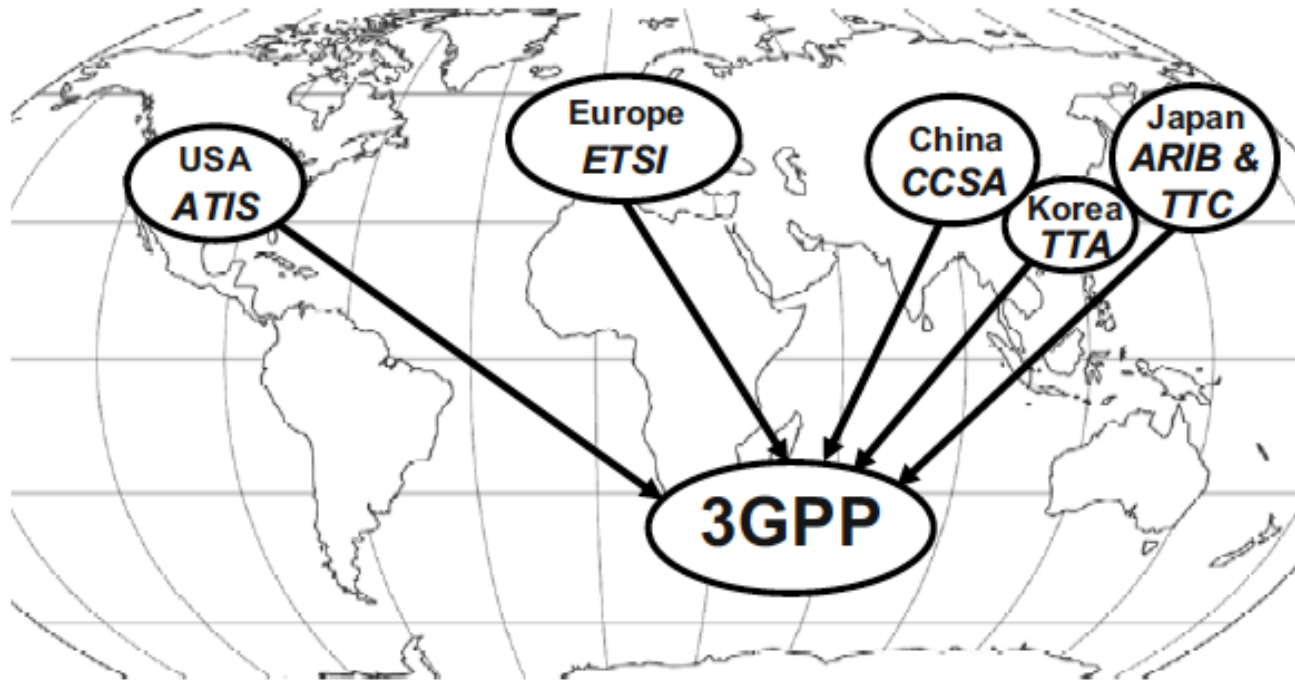 USA
ATIS
Europe
ETSI
China
CCSA
Korea
TTA
Japan
ARIB &
TTC
3GPP